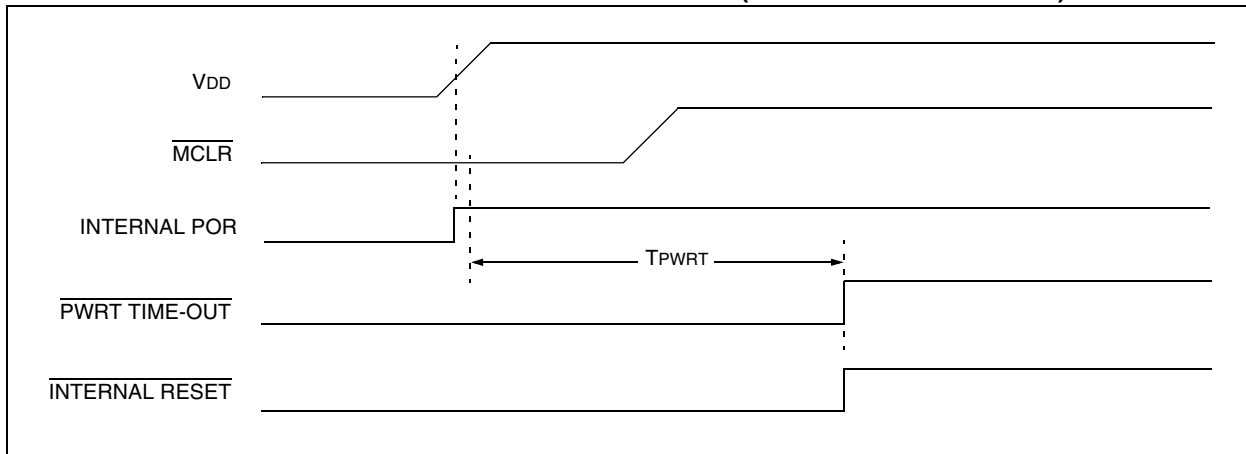 VDD
MCLR
INTERNAL POR
TPWRT
PWRT TIME-OUT
INTERNAL RESET